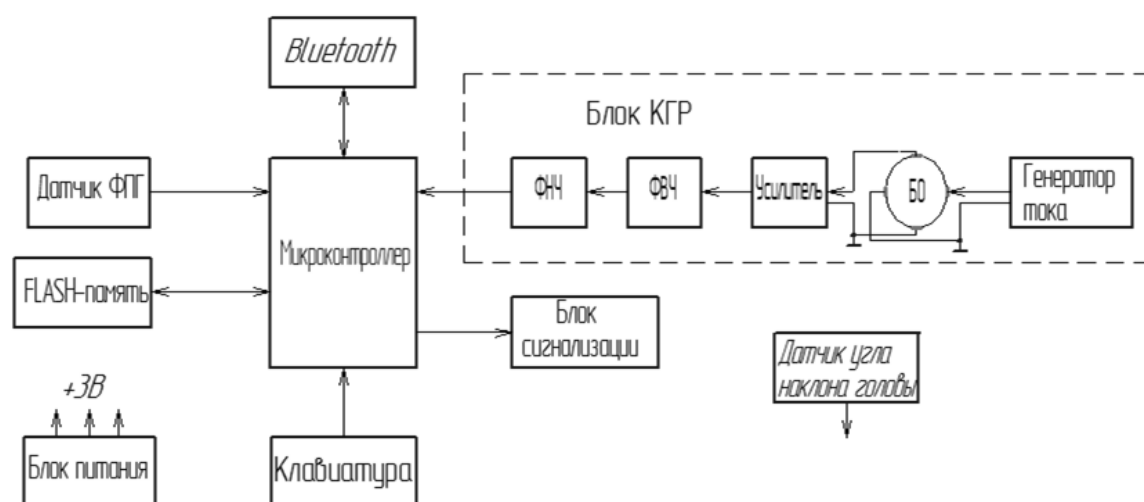 Bluetooth
Блок КГР
Датчик ФПГ
ФНЧ
ФВЧ
Усилитель
БО
Генератор
тока
Микроконтроллер
FLASH-память
Блок
сигнализации
Датчик угла
наклона головы
+3В
Блок питания
Клавиатура